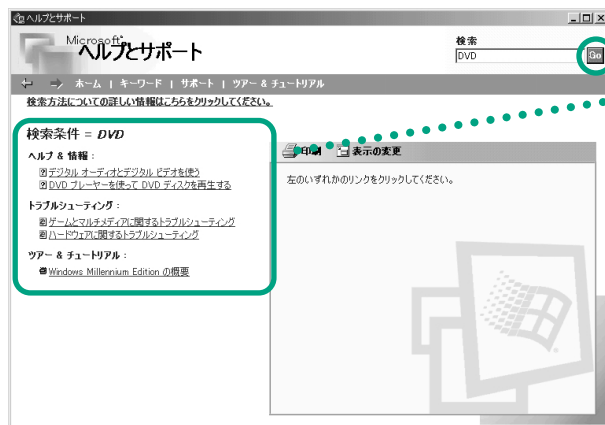 ヘルプとサポート
Microsoft
ヘルプとサポート
検索
DVD
Go
ホーム | キーワード | サポート | ツアー & チュートリアル
検索方法についての詳しい情報はこちらをクリックしてください。
検索条件 = DVD
ヘルプ & 情報 :
デジタル オーディオとデジタル ビデオを使う
DVD プレーヤーを使って DVD ディスクを再生する
トラブルシューティング :
ゲームとマルチメディアに関するトラブルシューティング
ハードウェアに関するトラブルシューティング
ツアー & チュートリアル :
Windows Millennium Edition の概要
印刷 表示の変更
左のいずれかのリンクをクリックしてください。